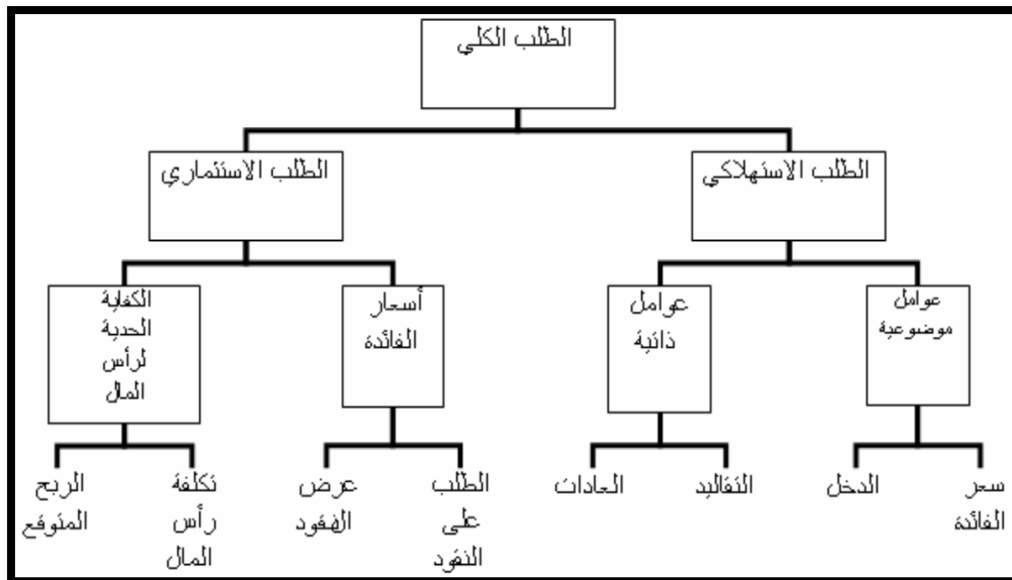 الطلب الكلي
الطلب الاستهلاكي
الطلب الاستثماري
عوامل
موضوعية
عوامل
ذاتية
أسعار
الفائدة
الكفاية
الحدية
لرأس
المال
سعر
الفائدة
الدخل
التقاليد
العادات
الطلب
على
النقود
عرض
النقود
تكلفة
رأس
المال
الربح
المتوقع